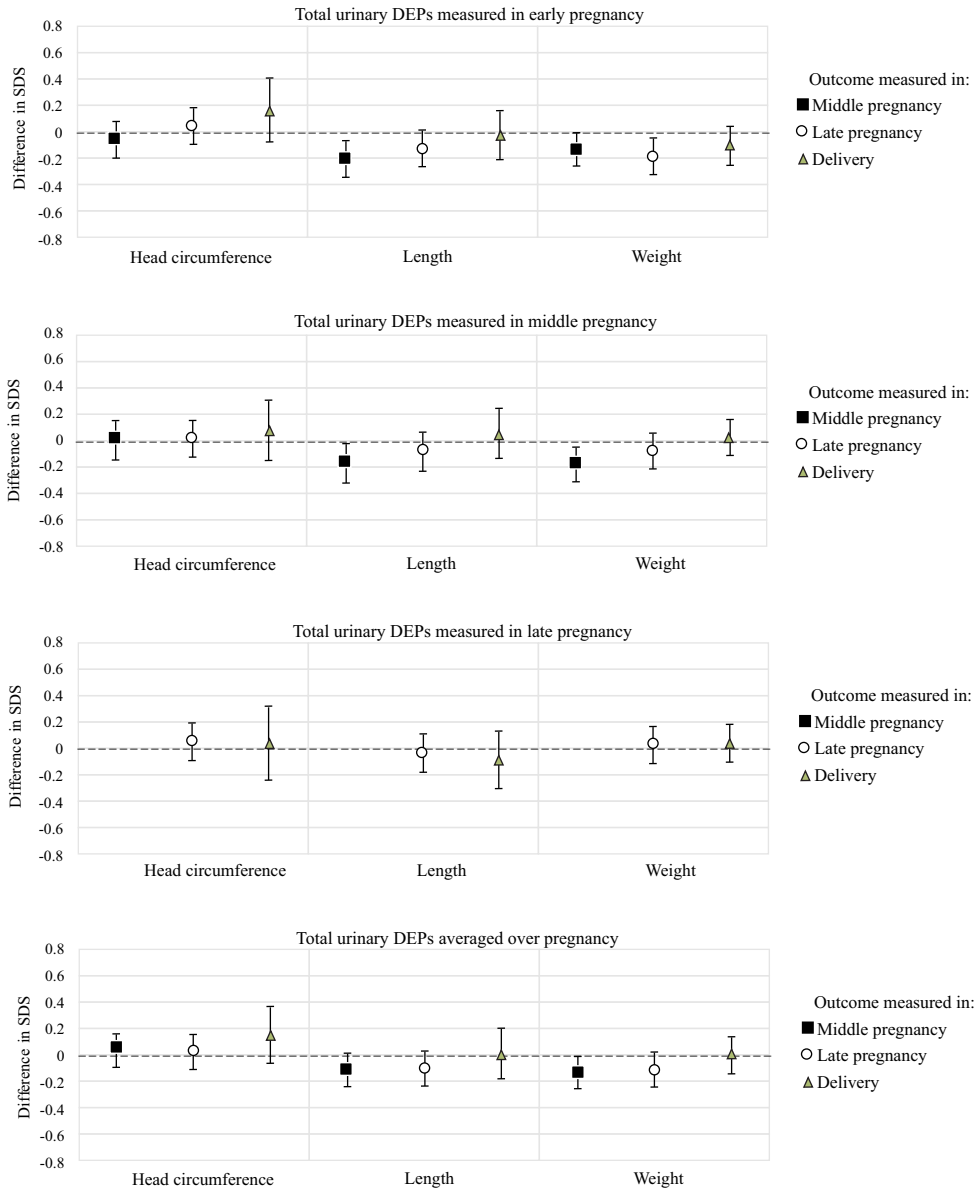 Total urinary DEPs measured in early pregnancy
0.8
0.6
0.4
0.2
0
-0.2
-0.4
-0.6
-0.8
Difference in SDS
Head circumference
Length
Weight
Outcome measured in:
Middle pregnancy
Late pregnancy
Delivery
Total urinary DEPs measured in middle pregnancy
0.8
0.6
0.4
0.2
0
-0.2
-0.4
-0.6
-0.8
Difference in SDS
Head circumference
Length
Weight
Outcome measured in:
Middle pregnancy
Late pregnancy
Delivery
Total urinary DEPs measured in late pregnancy
0.8
0.6
0.4
0.2
0
-0.2
-0.4
-0.6
-0.8
Difference in SDS
Head circumference
Length
Weight
Outcome measured in:
Middle pregnancy
Late pregnancy
Delivery
Total urinary DEPs averaged over pregnancy
0.8
0.6
0.4
0.2
0
-0.2
-0.4
-0.6
-0.8
Difference in SDS
Head circumference
Length
Weight
Outcome measured in:
Middle pregnancy
Late pregnancy
Delivery